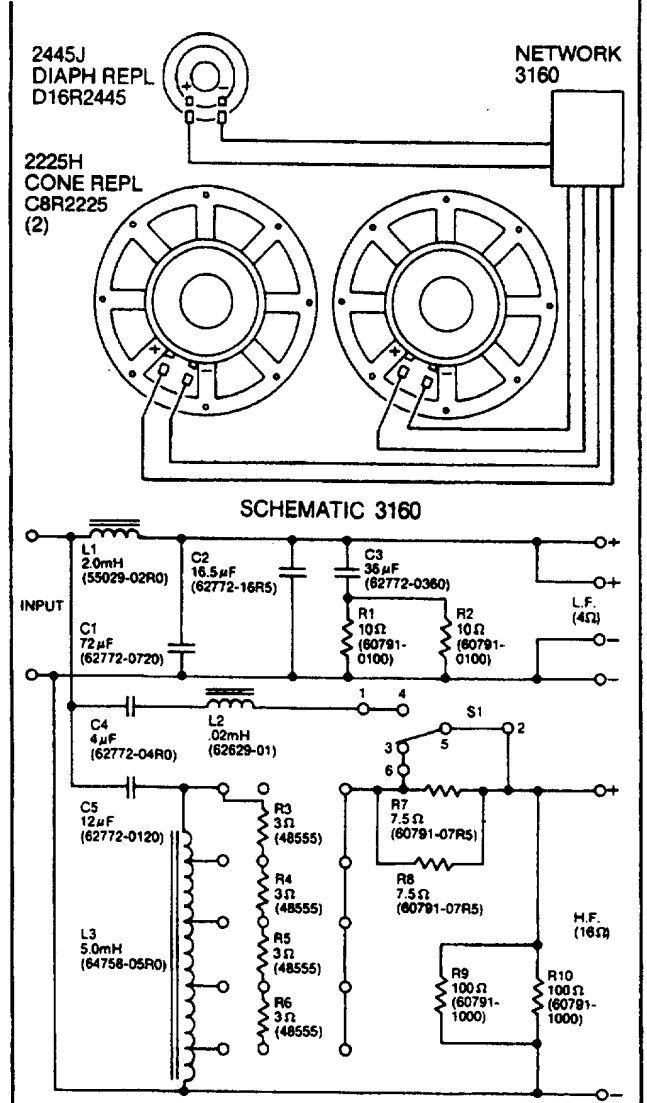 2445J
DIAPH REPL
D16R2445
+ −
NETWORK
3160
2225H
CONE REPL
C8R2225
(2)
+ −
+ −
SCHEMATIC 3160
L1
2.0mH
(55029-02R0)
C2
16.5µF
(62772-16R5)
C3
36µF
(62772-0360)
+
+
INPUT
C1
72µF
(62772-0720)
R1
10Ω
(60791-
0100)
R2
10Ω
(60791-
0100)
L.F.
(4Ω)
−
−
C4
4µF
(62772-04R0)
L2
.02mH
(62629-01)
1 4
S1
3 5 2
6
+
C5
12µF
(62772-0120)
R3
3Ω
(48555)
R7
7.5Ω
(60791-07R5)
R4
3Ω
(48555)
R8
7.5Ω
(60791-07R5)
L3
5.0mH
(64758-05R0)
R5
3Ω
(48555)
H.F.
(16Ω)
R6
3Ω
(48555)
R9
100Ω
(60791-
1000)
R10
100Ω
(60791-
1000)
−